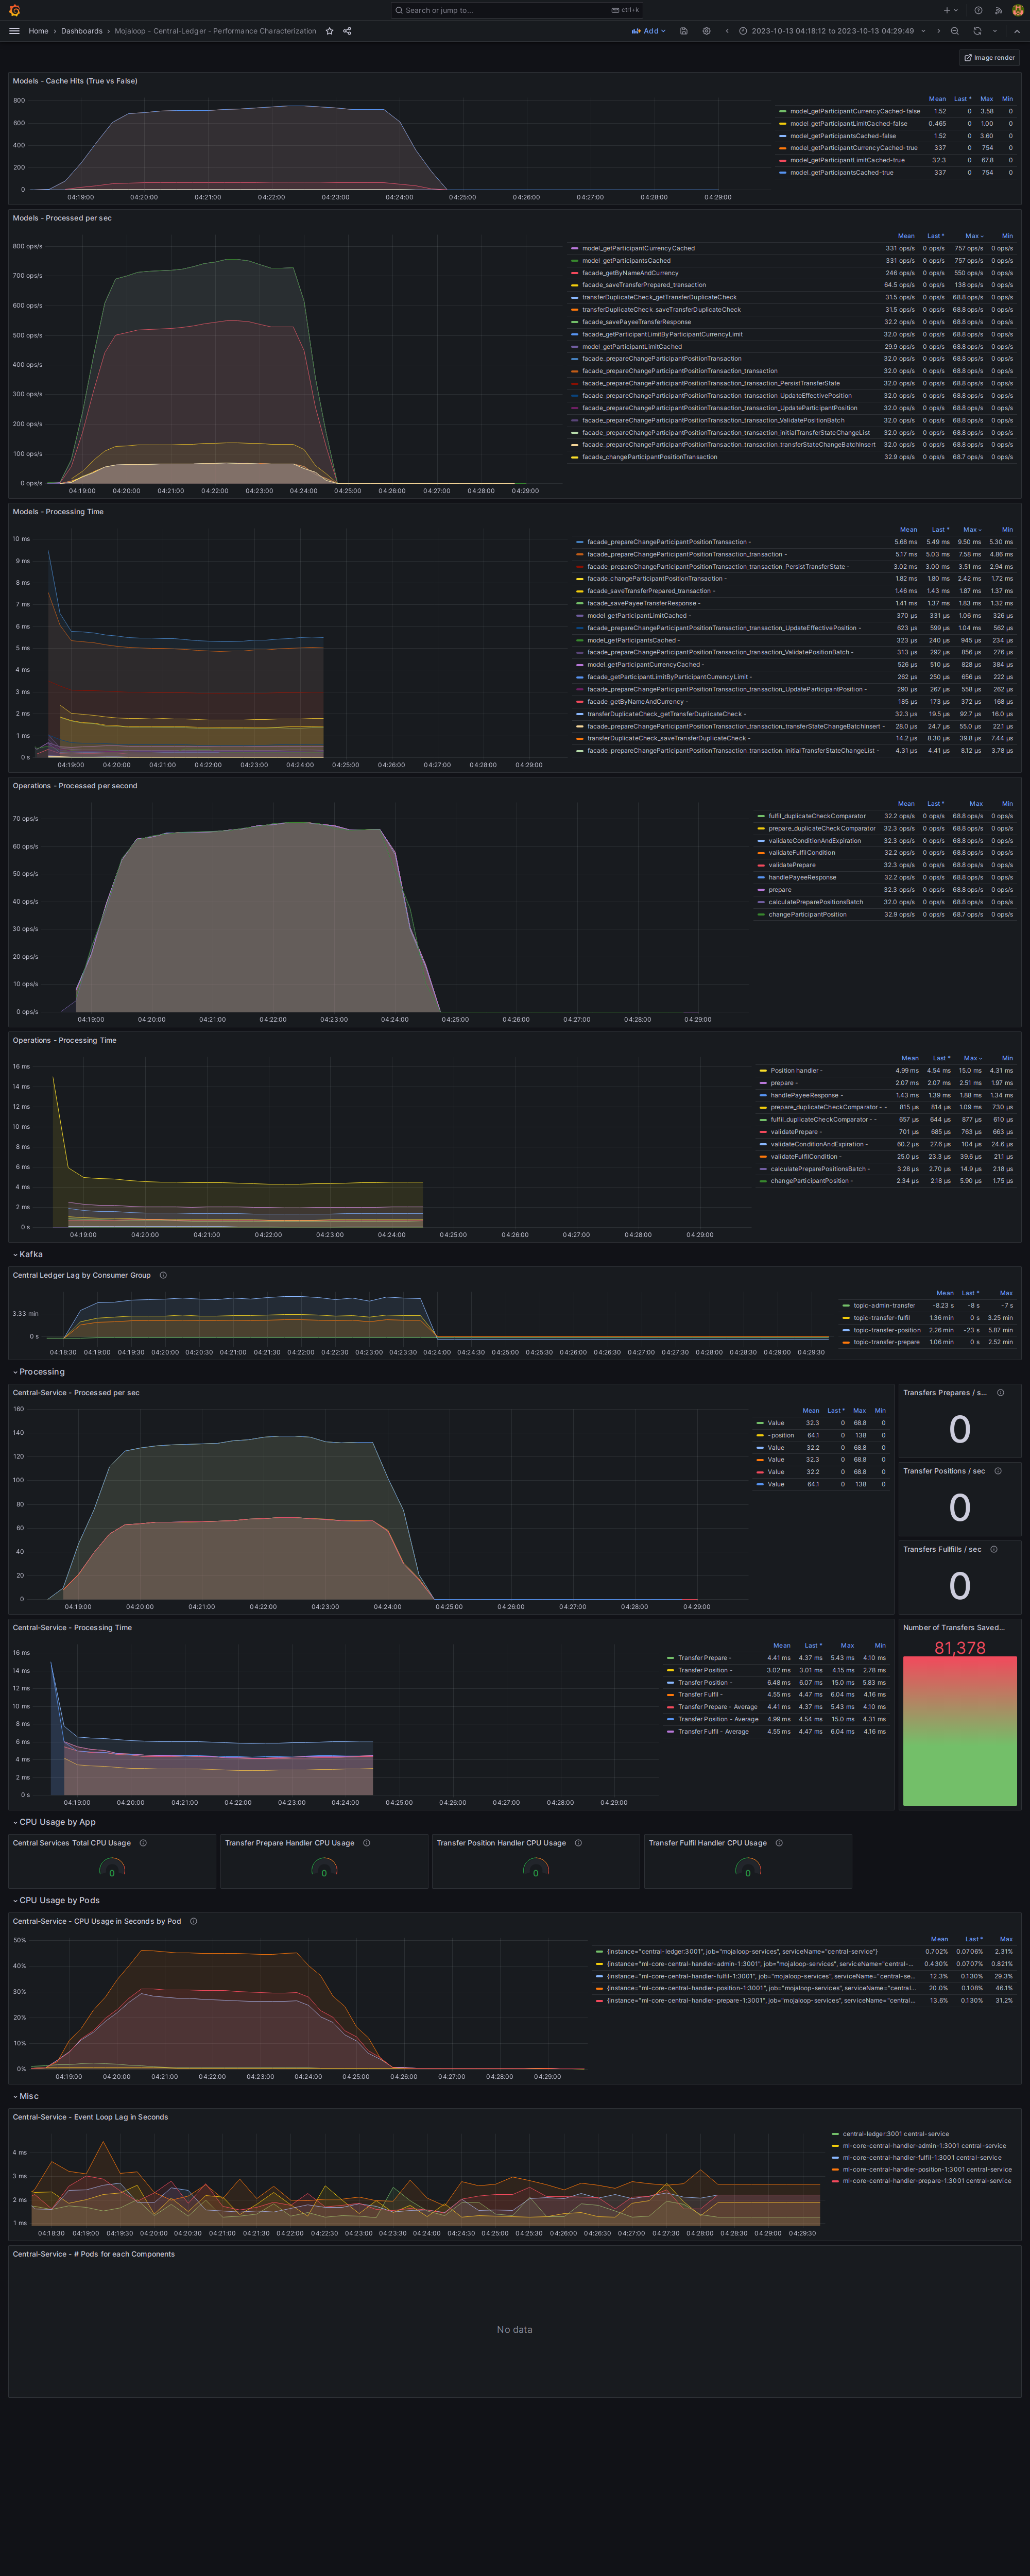 Search or jump to...
ctrl+k
Home › Dashboards › Mojaloop - Central-Ledger - Performance Characterization
Add
2023-10-13 04:18:12 to 2023-10-13 04:29:49
Image render
Models - Cache Hits (True vs False)
800
600
400
200
0
04:19:00 04:20:00 04:21:00 04:22:00 04:23:00 04:24:00 04:25:00 04:26:00 04:27:00 04:28:00 04:29:00
Mean Last * Max Min
model_getParticipantCurrencyCached-false 1.52 0 3.58 0
model_getParticipantLimitCached-false 0.465 0 1.00 0
model_getParticipantsCached-false 1.52 0 3.60 0
model_getParticipantCurrencyCached-true 337 0 754 0
model_getParticipantLimitCached-true 32.3 0 67.8 0
model_getParticipantsCached-true 337 0 754 0
Models - Processed per sec
800 ops/s
700 ops/s
600 ops/s
500 ops/s
400 ops/s
300 ops/s
200 ops/s
100 ops/s
0 ops/s
04:19:00 04:20:00 04:21:00 04:22:00 04:23:00 04:24:00 04:25:00 04:26:00 04:27:00 04:28:00 04:29:00
Mean Last * Max Min
model_getParticipantCurrencyCached 331 ops/s 0 ops/s 757 ops/s 0 ops/s
model_getParticipantsCached 331 ops/s 0 ops/s 757 ops/s 0 ops/s
facade_getByNameAndCurrency 246 ops/s 0 ops/s 550 ops/s 0 ops/s
facade_saveTransferPrepared_transaction 64.5 ops/s 0 ops/s 138 ops/s 0 ops/s
transferDuplicateCheck_getTransferDuplicateCheck 31.5 ops/s 0 ops/s 68.8 ops/s 0 ops/s
transferDuplicateCheck_saveTransferDuplicateCheck 31.5 ops/s 0 ops/s 68.8 ops/s 0 ops/s
facade_savePayeeTransferResponse 32.2 ops/s 0 ops/s 68.8 ops/s 0 ops/s
facade_getParticipantLimitByParticipantCurrencyLimit 32.0 ops/s 0 ops/s 68.8 ops/s 0 ops/s
model_getParticipantLimitCached 29.9 ops/s 0 ops/s 68.8 ops/s 0 ops/s
facade_prepareChangeParticipantPositionTransaction 32.0 ops/s 0 ops/s 68.8 ops/s 0 ops/s
facade_prepareChangeParticipantPositionTransaction_transaction 32.0 ops/s 0 ops/s 68.8 ops/s 0 ops/s
facade_prepareChangeParticipantPositionTransaction_transaction_PersistTransferState 32.0 ops/s 0 ops/s 68.8 ops/s 0 ops/s
facade_prepareChangeParticipantPositionTransaction_transaction_UpdateEffectivePosition 32.0 ops/s 0 ops/s 68.8 ops/s 0 ops/s
facade_prepareChangeParticipantPositionTransaction_transaction_UpdateParticipantPosition 32.0 ops/s 0 ops/s 68.8 ops/s 0 ops/s
facade_prepareChangeParticipantPositionTransaction_transaction_ValidatePositionBatch 32.0 ops/s 0 ops/s 68.8 ops/s 0 ops/s
facade_prepareChangeParticipantPositionTransaction_transaction_initialTransferStateChangeList 32.0 ops/s 0 ops/s 68.8 ops/s 0 ops/s
facade_prepareChangeParticipantPositionTransaction_transaction_transferStateChangeBatchInsert 32.0 ops/s 0 ops/s 68.8 ops/s 0 ops/s
facade_changeParticipantPositionTransaction 32.9 ops/s 0 ops/s 68.7 ops/s 0 ops/s
Models - Processing Time
10 ms
9 ms
8 ms
7 ms
6 ms
5 ms
4 ms
3 ms
2 ms
1 ms
0 s
04:19:00 04:20:00 04:21:00 04:22:00 04:23:00 04:24:00 04:25:00 04:26:00 04:27:00 04:28:00 04:29:00
Mean Last * Max Min
facade_prepareChangeParticipantPositionTransaction - 5.68 ms 5.49 ms 9.50 ms 5.30 ms
facade_prepareChangeParticipantPositionTransaction_transaction - 5.17 ms 5.03 ms 7.58 ms 4.86 ms
facade_prepareChangeParticipantPositionTransaction_transaction_PersistTransferState - 3.02 ms 3.00 ms 3.51 ms 2.94 ms
facade_changeParticipantPositionTransaction - 1.82 ms 1.80 ms 2.42 ms 1.72 ms
facade_saveTransferPrepared_transaction - 1.46 ms 1.43 ms 1.87 ms 1.37 ms
facade_savePayeeTransferResponse - 1.41 ms 1.37 ms 1.83 ms 1.32 ms
model_getParticipantLimitCached - 370 µs 331 µs 1.06 ms 326 µs
facade_prepareChangeParticipantPositionTransaction_transaction_UpdateEffectivePosition - 623 µs 599 µs 1.04 ms 562 µs
model_getParticipantsCached - 323 µs 240 µs 945 µs 234 µs
facade_prepareChangeParticipantPositionTransaction_transaction_ValidatePositionBatch - 313 µs 292 µs 856 µs 276 µs
model_getParticipantCurrencyCached - 526 µs 510 µs 828 µs 384 µs
facade_getParticipantLimitByParticipantCurrencyLimit - 262 µs 250 µs 656 µs 222 µs
facade_prepareChangeParticipantPositionTransaction_transaction_UpdateParticipantPosition - 290 µs 267 µs 558 µs 262 µs
facade_getByNameAndCurrency - 185 µs 173 µs 372 µs 168 µs
transferDuplicateCheck_getTransferDuplicateCheck - 32.3 µs 19.5 µs 92.7 µs 16.0 µs
facade_prepareChangeParticipantPositionTransaction_transaction_transferStateChangeBatchInsert - 28.0 µs 24.7 µs 55.0 µs 22.1 µs
transferDuplicateCheck_saveTransferDuplicateCheck - 14.2 µs 8.30 µs 39.8 µs 7.44 µs
facade_prepareChangeParticipantPositionTransaction_transaction_initialTransferStateChangeList - 4.31 µs 4.41 µs 8.12 µs 3.78 µs
Operations - Processed per second
70 ops/s
60 ops/s
50 ops/s
40 ops/s
30 ops/s
20 ops/s
10 ops/s
0 ops/s
04:19:00 04:20:00 04:21:00 04:22:00 04:23:00 04:24:00 04:25:00 04:26:00 04:27:00 04:28:00 04:29:00
Mean Last * Max Min
fulfil_duplicateCheckComparator 32.2 ops/s 0 ops/s 68.8 ops/s 0 ops/s
prepare_duplicateCheckComparator 32.3 ops/s 0 ops/s 68.8 ops/s 0 ops/s
validateConditionAndExpiration 32.3 ops/s 0 ops/s 68.8 ops/s 0 ops/s
validateFulfilCondition 32.2 ops/s 0 ops/s 68.8 ops/s 0 ops/s
validatePrepare 32.3 ops/s 0 ops/s 68.8 ops/s 0 ops/s
handlePayeeResponse 32.2 ops/s 0 ops/s 68.8 ops/s 0 ops/s
prepare 32.3 ops/s 0 ops/s 68.8 ops/s 0 ops/s
calculatePreparePositionsBatch 32.0 ops/s 0 ops/s 68.8 ops/s 0 ops/s
changeParticipantPosition 32.9 ops/s 0 ops/s 68.7 ops/s 0 ops/s
Operations - Processing Time
16 ms
14 ms
12 ms
10 ms
8 ms
6 ms
4 ms
2 ms
0 s
04:19:00 04:20:00 04:21:00 04:22:00 04:23:00 04:24:00 04:25:00 04:26:00 04:27:00 04:28:00 04:29:00
Mean Last * Max Min
Position handler - 4.99 ms 4.54 ms 15.0 ms 4.31 ms
prepare - 2.07 ms 2.07 ms 2.51 ms 1.97 ms
handlePayeeResponse - 1.43 ms 1.39 ms 1.88 ms 1.34 ms
prepare_duplicateCheckComparator - - 815 µs 814 µs 1.09 ms 730 µs
fulfil_duplicateCheckComparator - - 657 µs 644 µs 877 µs 610 µs
validatePrepare - 701 µs 685 µs 763 µs 663 µs
validateConditionAndExpiration - 60.2 µs 27.6 µs 104 µs 24.6 µs
validateFulfilCondition - 25.0 µs 23.3 µs 39.6 µs 21.1 µs
calculatePreparePositionsBatch - 3.28 µs 2.70 µs 14.9 µs 2.18 µs
changeParticipantPosition - 2.34 µs 2.18 µs 5.90 µs 1.75 µs
Kafka
Central Ledger Lag by Consumer Group
3.33 min
0 s
04:18:30 04:19:00 04:19:30 04:20:00 04:20:30 04:21:00 04:21:30 04:22:00 04:22:30 04:23:00 04:23:30 04:24:00 04:24:30 04:25:00 04:25:30 04:26:00 04:26:30 04:27:00 04:27:30 04:28:00 04:28:30 04:29:00 04:29:30
Mean Last * Max
topic-admin-transfer -8.23 s -8 s -7 s
topic-transfer-fulfil 1.36 min 0 s 3.25 min
topic-transfer-position 2.26 min -23 s 5.87 min
topic-transfer-prepare 1.06 min 0 s 2.52 min
Processing
Central-Service - Processed per sec
160
140
120
100
80
60
40
20
0
04:19:00 04:20:00 04:21:00 04:22:00 04:23:00 04:24:00 04:25:00 04:26:00 04:27:00 04:28:00 04:29:00
Mean Last * Max Min
Value 32.3 0 68.8 0
-position 64.1 0 138 0
Value 32.2 0 68.8 0
Value 32.3 0 68.8 0
Value 32.2 0 68.8 0
Value 64.1 0 138 0
Transfers Prepares / s...
0
Transfer Positions / sec
0
Transfers Fullfills / sec
0
Central-Service - Processing Time
16 ms
14 ms
12 ms
10 ms
8 ms
6 ms
4 ms
2 ms
0 s
04:19:00 04:20:00 04:21:00 04:22:00 04:23:00 04:24:00 04:25:00 04:26:00 04:27:00 04:28:00 04:29:00
Mean Last * Max Min
Transfer Prepare - 4.41 ms 4.37 ms 5.43 ms 4.10 ms
Transfer Position - 3.02 ms 3.01 ms 4.15 ms 2.78 ms
Transfer Position - 6.48 ms 6.07 ms 15.0 ms 5.83 ms
Transfer Fulfil - 4.55 ms 4.47 ms 6.04 ms 4.16 ms
Transfer Prepare - Average 4.41 ms 4.37 ms 5.43 ms 4.10 ms
Transfer Position - Average 4.99 ms 4.54 ms 15.0 ms 4.31 ms
Transfer Fulfil - Average 4.55 ms 4.47 ms 6.04 ms 4.16 ms
Number of Transfers Saved...
81,378
CPU Usage by App
Central Services Total CPU Usage
0
Transfer Prepare Handler CPU Usage
0
Transfer Position Handler CPU Usage
0
Transfer Fulfil Handler CPU Usage
0
CPU Usage by Pods
Central-Service - CPU Usage in Seconds by Pod
50%
40%
30%
20%
10%
0%
04:19:00 04:20:00 04:21:00 04:22:00 04:23:00 04:24:00 04:25:00 04:26:00 04:27:00 04:28:00 04:29:00
Mean Last * Max
{instance="central-ledger:3001", job="mojaloop-services", serviceName="central-service"} 0.702% 0.0706% 2.31%
{instance="ml-core-central-handler-admin-1:3001", job="mojaloop-services", serviceName="central-... 0.430% 0.0707% 0.821%
{instance="ml-core-central-handler-fulfil-1:3001", job="mojaloop-services", serviceName="central-se... 12.3% 0.130% 29.3%
{instance="ml-core-central-handler-position-1:3001", job="mojaloop-services", serviceName="central... 20.0% 0.108% 46.1%
{instance="ml-core-central-handler-prepare-1:3001", job="mojaloop-services", serviceName="central... 13.6% 0.130% 31.2%
Misc
Central-Service - Event Loop Lag in Seconds
4 ms
3 ms
2 ms
1 ms
04:18:30 04:19:00 04:19:30 04:20:00 04:20:30 04:21:00 04:21:30 04:22:00 04:22:30 04:23:00 04:23:30 04:24:00 04:24:30 04:25:00 04:25:30 04:26:00 04:26:30 04:27:00 04:27:30 04:28:00 04:28:30 04:29:00 04:29:30
central-ledger:3001 central-service
ml-core-central-handler-admin-1:3001 central-service
ml-core-central-handler-fulfil-1:3001 central-service
ml-core-central-handler-position-1:3001 central-service
ml-core-central-handler-prepare-1:3001 central-service
Central-Service - # Pods for each Components
No data